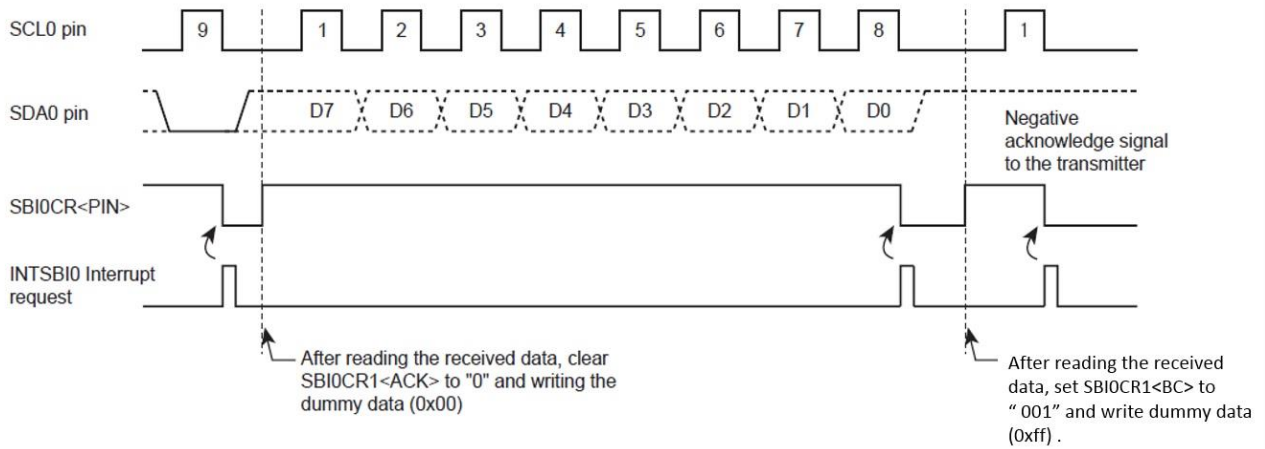 SCL0 pin
9
1
2
3
4
5
6
7
8
1
SDA0 pin
D7
D6
D5
D4
D3
D2
D1
D0
Negative
acknowledge signal
to the transmitter
SBI0CR<PIN>
INTSBI0 Interrupt
request
After reading the received data, clear
SBI0CR1<ACK> to "0" and writing the
dummy data (0x00)
After reading the received
data, set SBI0CR1<BC> to
“ 001” and write dummy data
(0xff) .